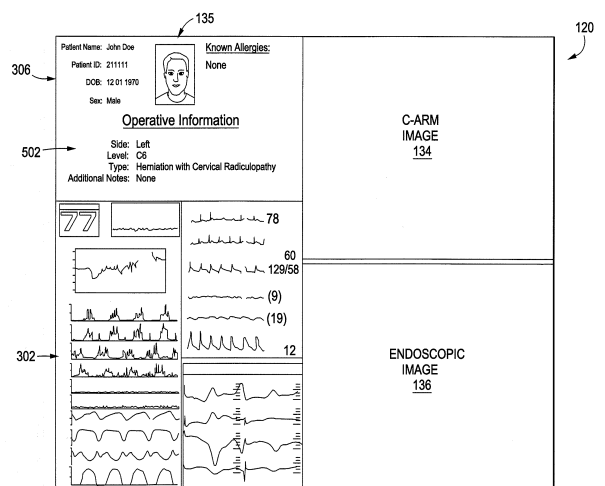 135
120
306
Patient Name: John Doe
Patient ID: 211111
DOB: 12 01 1970
Sex: Male
Known Allergies:
None
Operative Information
502
Side: Left
Level: C6
Type: Herniation with Cervical Radiculopathy
Additional Notes: None
C-ARM
IMAGE
134
77
78
60
129/58
(9)
(19)
12
302
ENDOSCOPIC
IMAGE
136